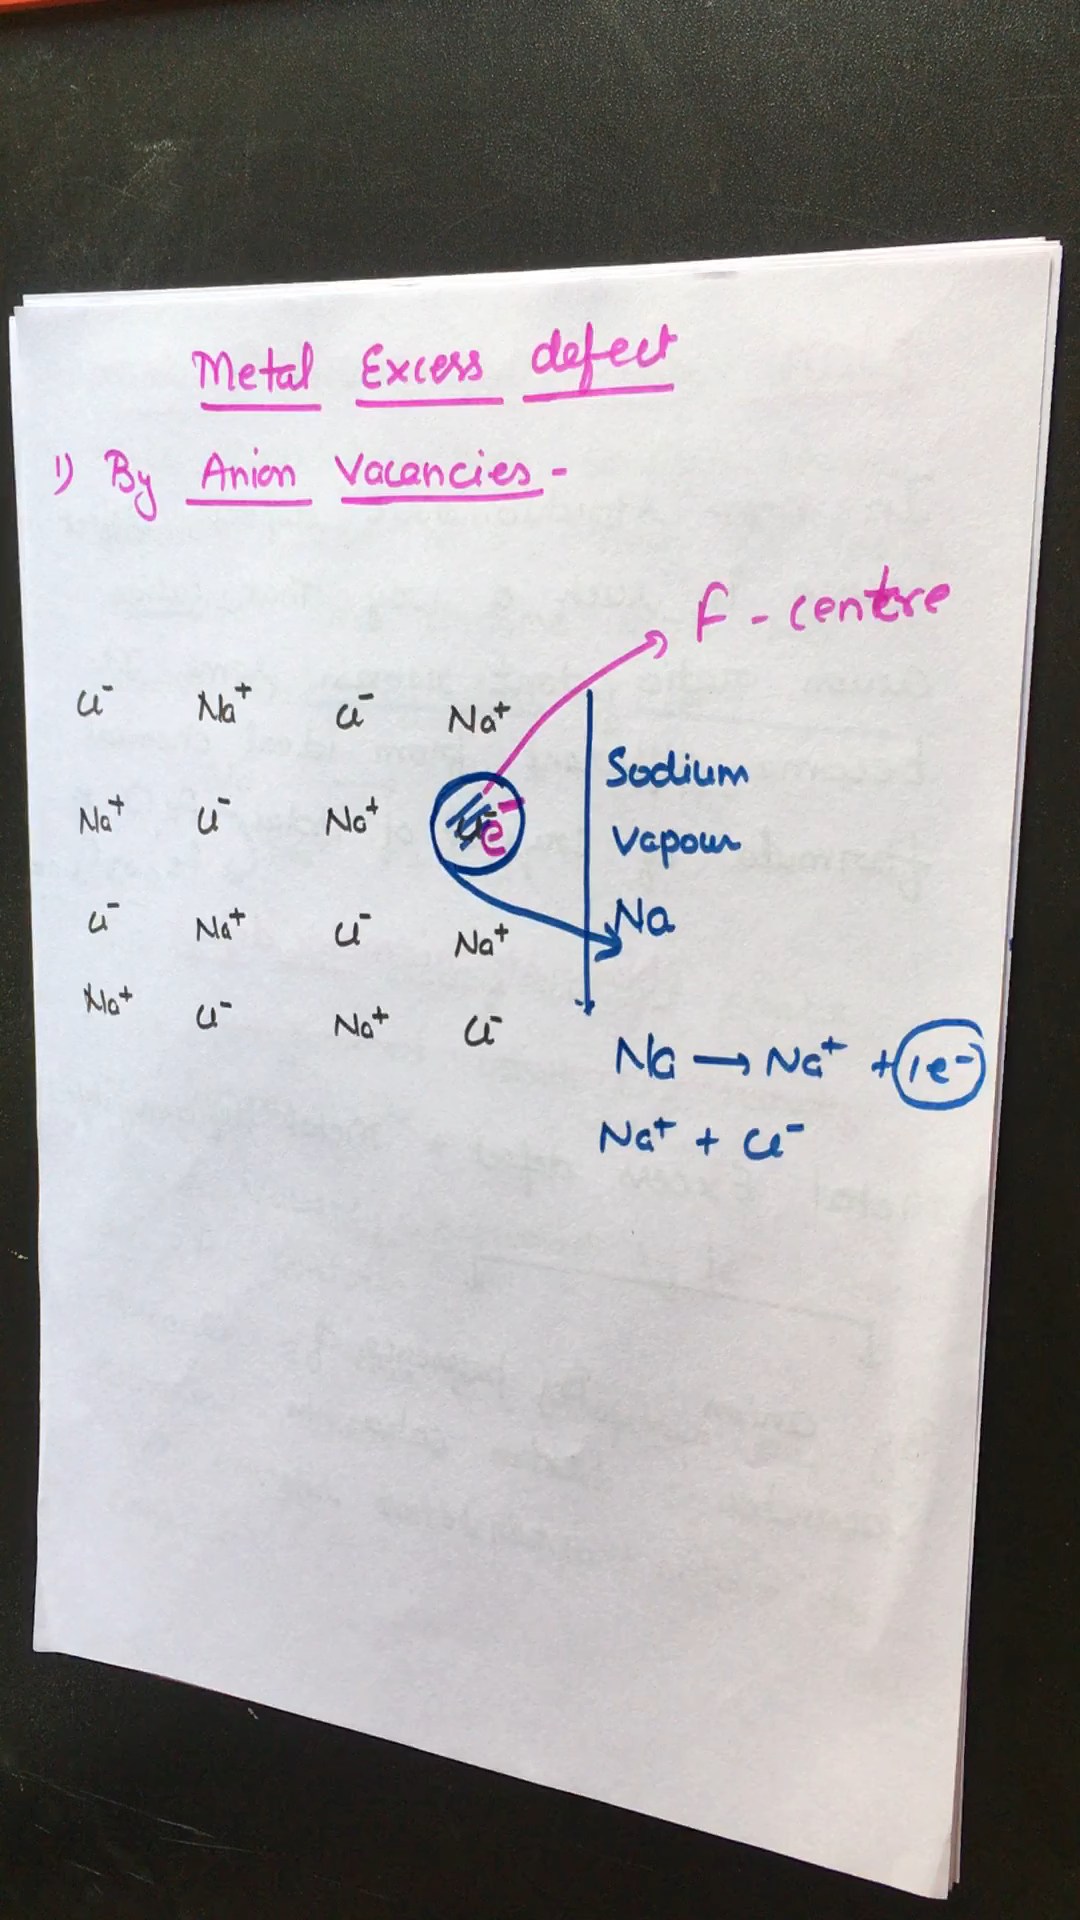 Metal Excess defect
1) By Anion Vacancies -
F - centre
Cl⁻ Na⁺ Cl⁻ Na⁺
Sodium
Na⁺ Cl⁻ Na⁺ e⁻
Vapour
Cl⁻ Na⁺ Cl⁻ Na⁺
Na
Na⁺ Cl⁻ Na⁺ Cl⁻
Na → Na⁺ + 1e⁻
Na⁺ + Cl⁻